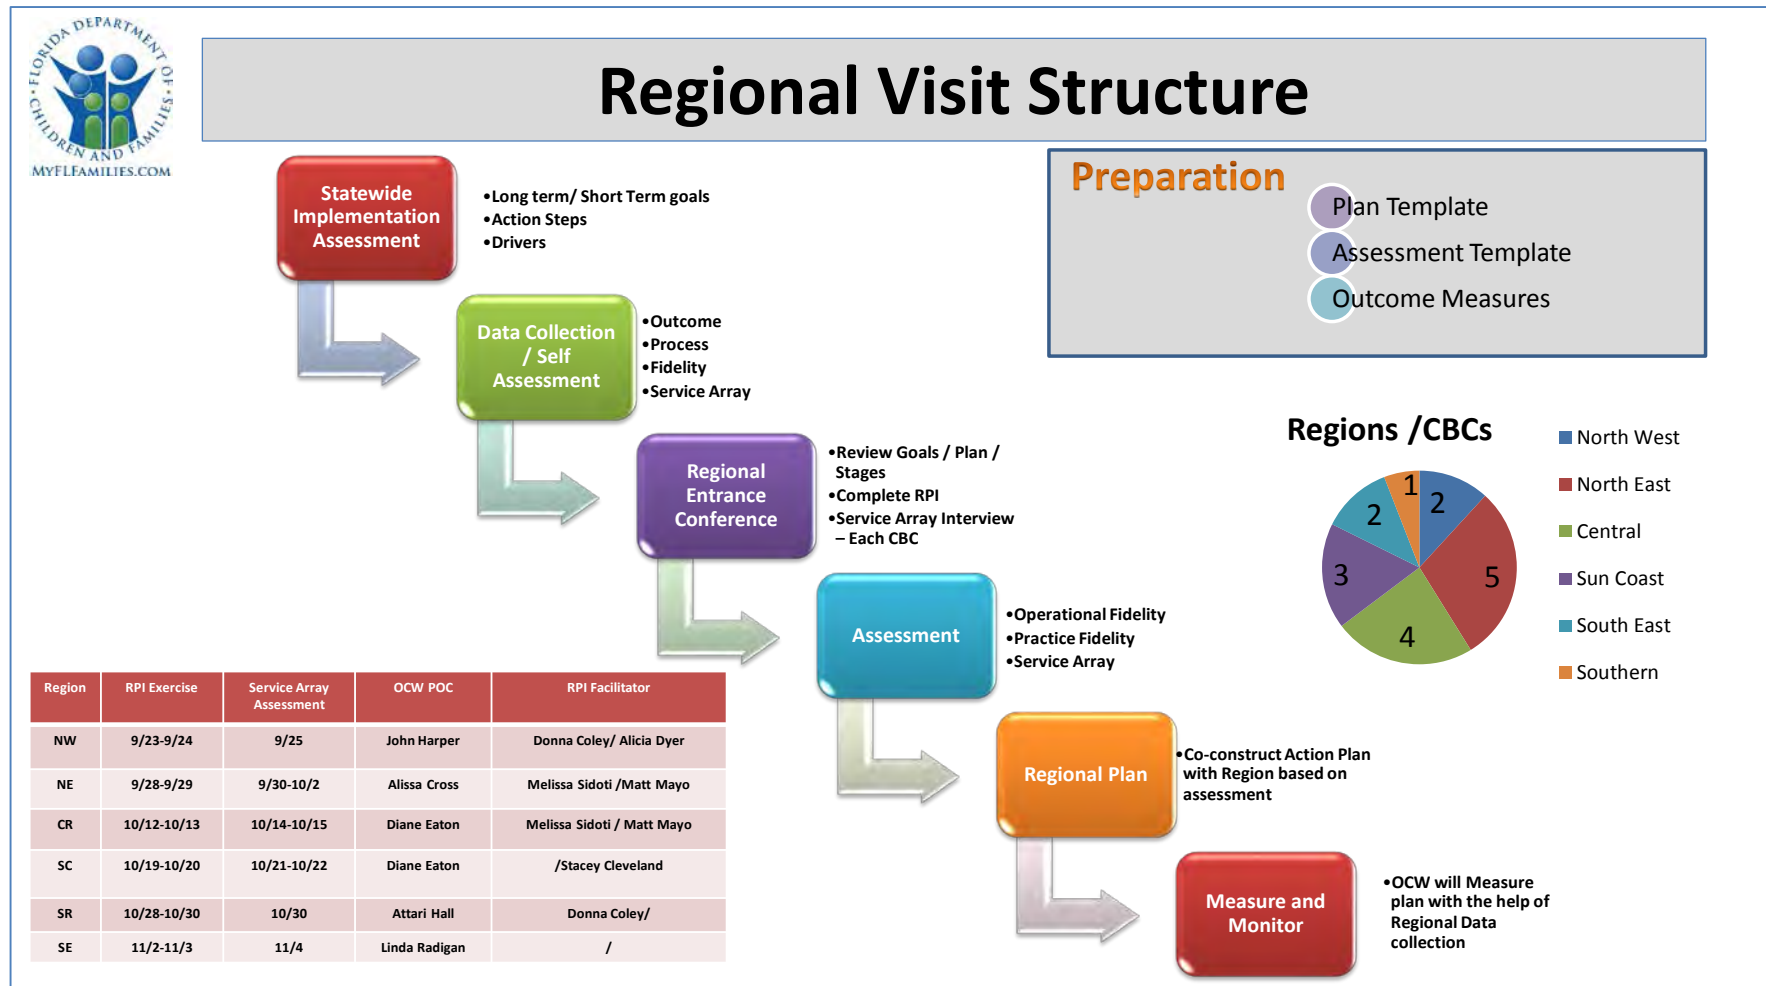 FLORIDA DEPARTMENT OF
CHILDREN AND FAMILIES
MYFLFAMILIES.COM
Regional Visit Structure
Statewide
Implementation
Assessment
•Long term/ Short Term goals
•Action Steps
•Drivers
Preparation
Plan Template
Assessment Template
Outcome Measures
Data Collection
/ Self
Assessment
•Outcome
•Process
•Fidelity
•Service Array
Regional
Entrance
Conference
•Review Goals / Plan /
Stages
•Complete RPI
•Service Array Interview
– Each CBC
Regions /CBCs
1
2
2
5
3
4
North West
North East
Central
Sun Coast
South East
Southern
Assessment
•Operational Fidelity
•Practice Fidelity
•Service Array
Regional Plan
•Co-construct Action Plan
with Region based on
assessment
Measure and
Monitor
•OCW will Measure
plan with the help of
Regional Data
collection
Region RPI Exercise Service Array Assessment OCW POC RPI Facilitator
NW 9/23-9/24 9/25 John Harper Donna Coley/ Alicia Dyer
NE 9/28-9/29 9/30-10/2 Alissa Cross Melissa Sidoti /Matt Mayo
CR 10/12-10/13 10/14-10/15 Diane Eaton Melissa Sidoti / Matt Mayo
SC 10/19-10/20 10/21-10/22 Diane Eaton /Stacey Cleveland
SR 10/28-10/30 10/30 Attari Hall Donna Coley/
SE 11/2-11/3 11/4 Linda Radigan /